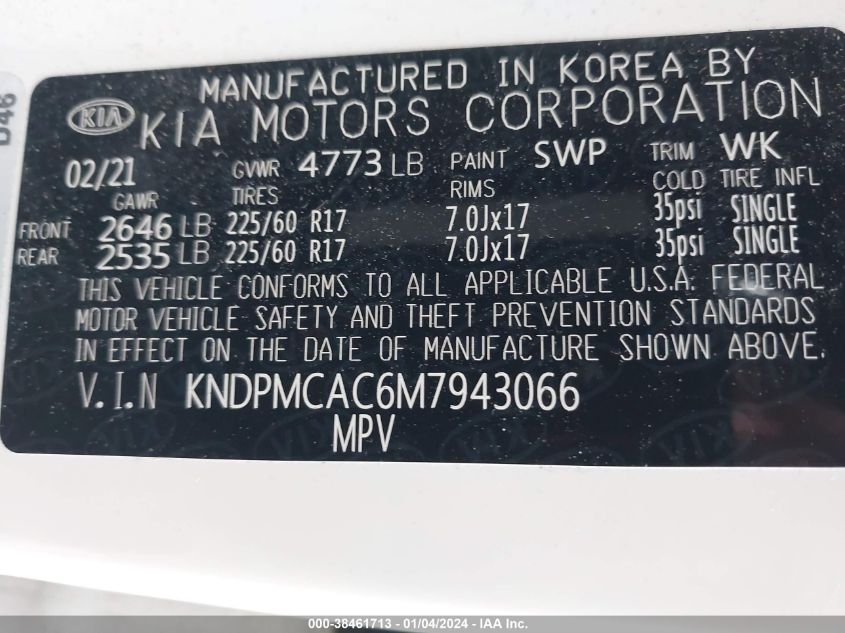 D46
MANUFACTURED IN KOREA BY
KIA KIA MOTORS CORPORATION
02/21 GVWR 4773 LB PAINT SWP TRIM WK
GAWR TIRES RIMS COLD TIRE INFL
FRONT 2646 LB 225/60 R17 7.0Jx17 35psi SINGLE
REAR 2535 LB 225/60 R17 7.0Jx17 35psi SINGLE
THIS VEHICLE CONFORMS TO ALL APPLICABLE U.S.A. FEDERAL
MOTOR VEHICLE SAFETY AND THEFT PREVENTION STANDARDS
IN EFFECT ON THE DATE OF MANUFACTURE SHOWN ABOVE.
V.I.N KNDPMCAC6M7943066
MPV
000-38461713 - 01/04/2024 - IAA Inc.